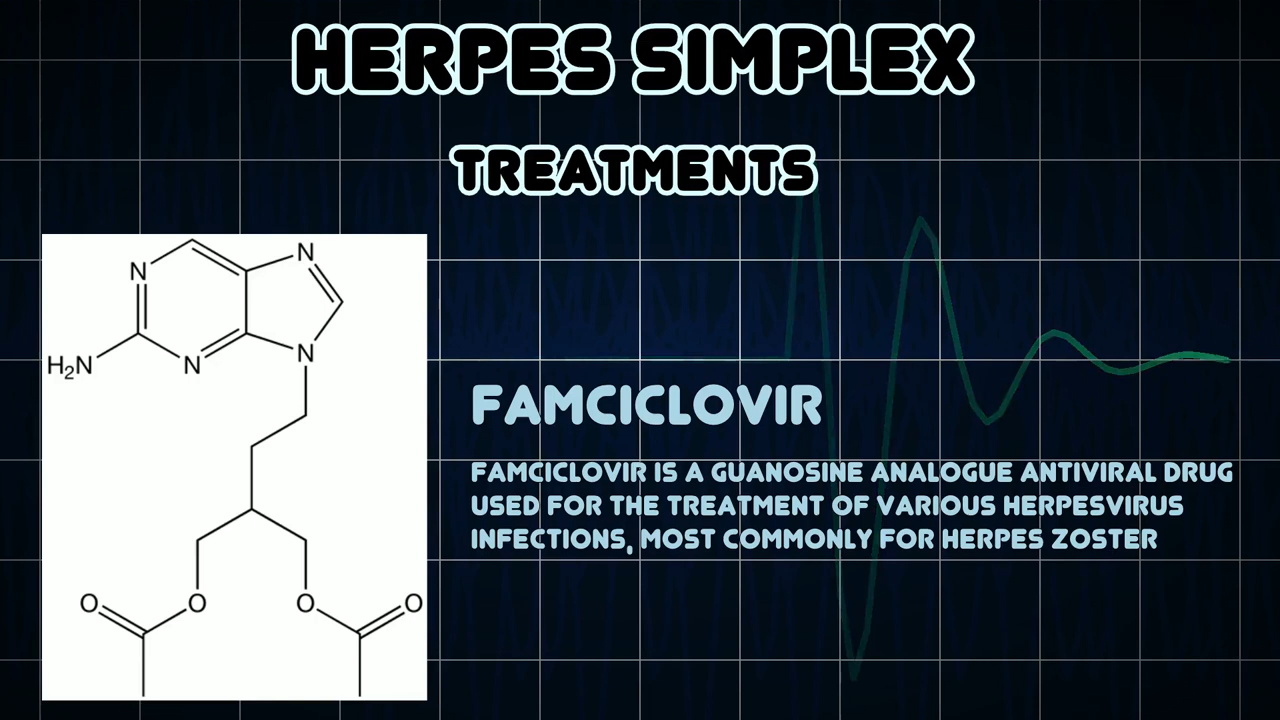 HERPES SIMPLEX
TREATMENTS
N
N
H₂N
N
N
FAMCICLOVIR
FAMCICLOVIR IS A GUANOSINE ANALOGUE ANTIVIRAL DRUG
USED FOR THE TREATMENT OF VARIOUS HERPESVIRUS
INFECTIONS, MOST COMMONLY FOR HERPES ZOSTER
O O O O